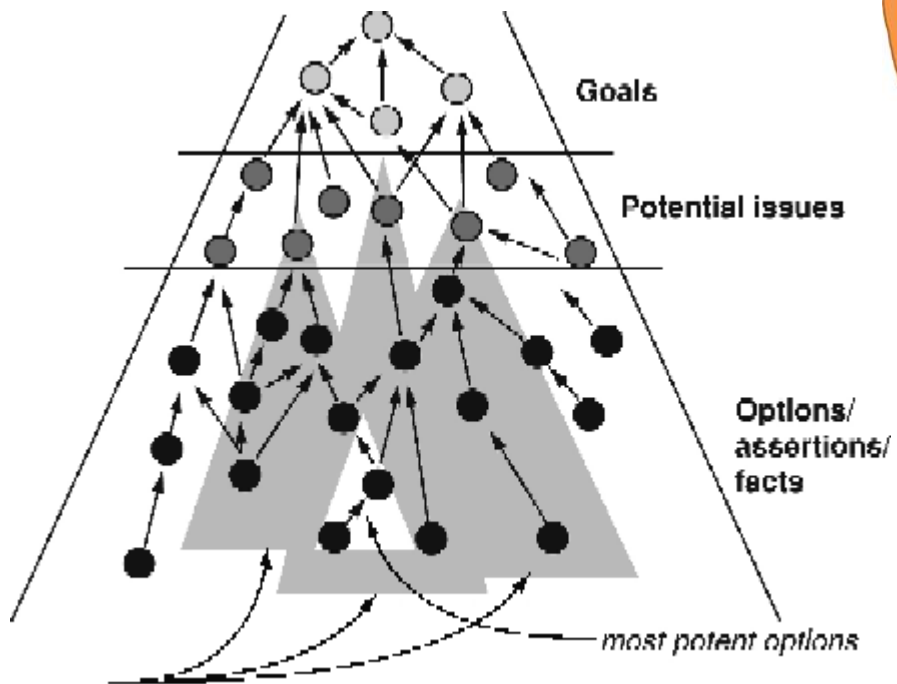 Goals
Potential issues
Options/
assertions/
facts
most potent options